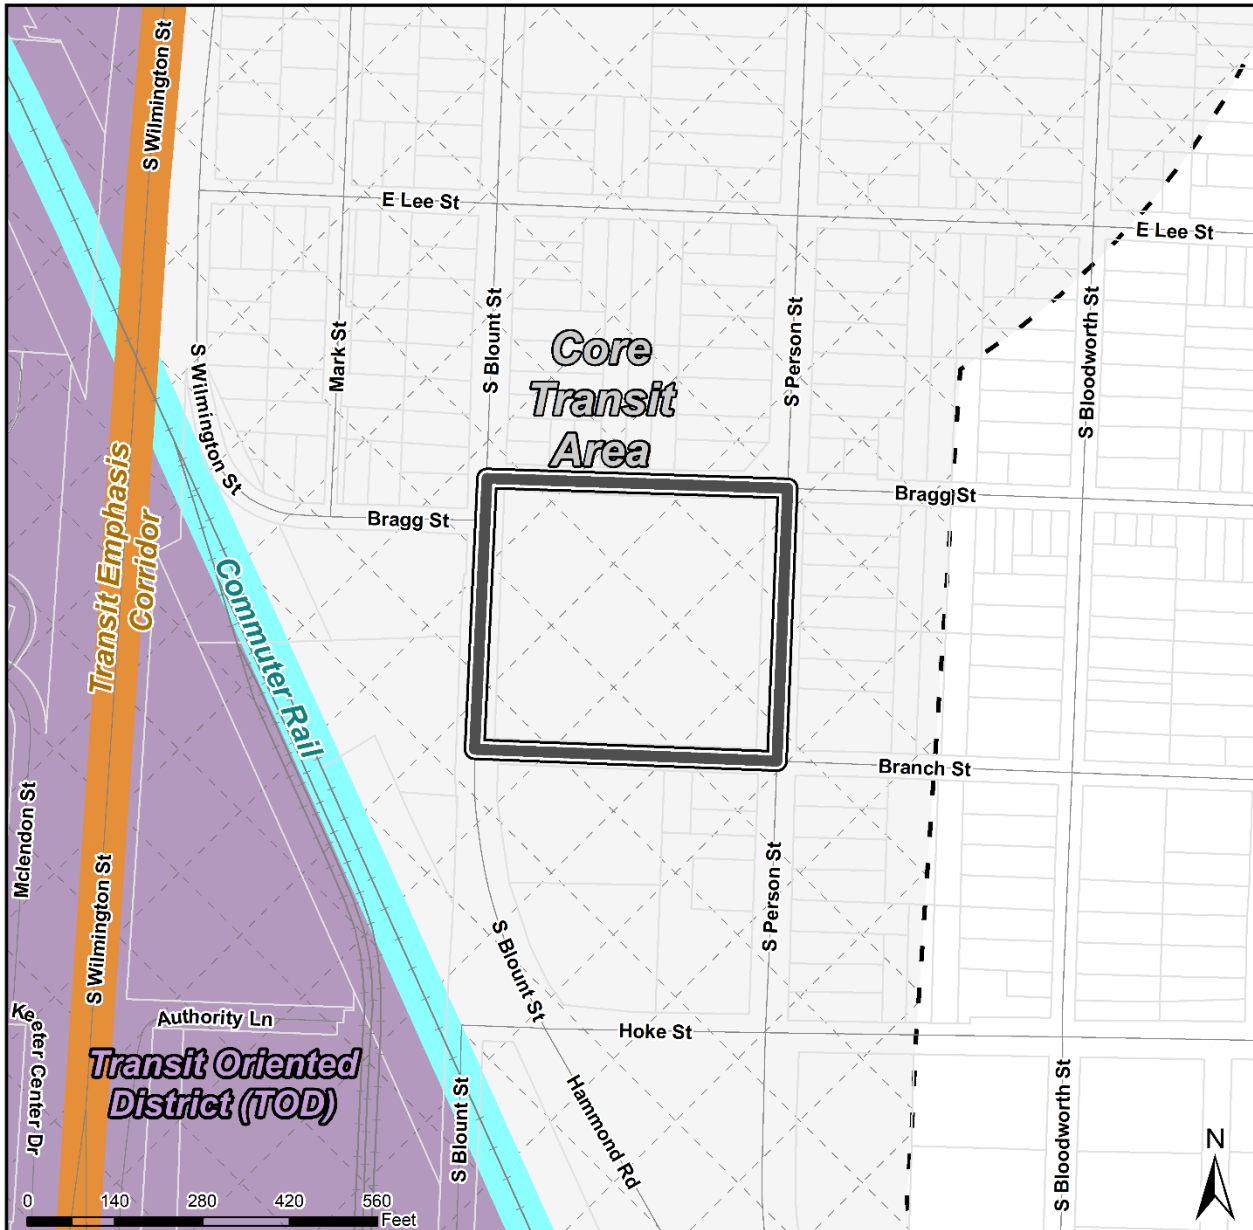 S Wilmington St
E Lee St
E Lee St
S Blount St
S Person St
S Bloodworth St
Mark St
S Wilmington St
Core
Transit
Area
Bragg St
Bragg St
Transit Emphasis
Corridor
Commuter Rail
Branch St
Mclendon St
S Wilmington St
S Person St
S Blount St
Keeter Center Dr
Authority Ln
Hoke St
Transit Oriented
District (TOD)
S Blount St
Hammond Rd
S Bloodworth St
N
0 140 280 420 560
Feet